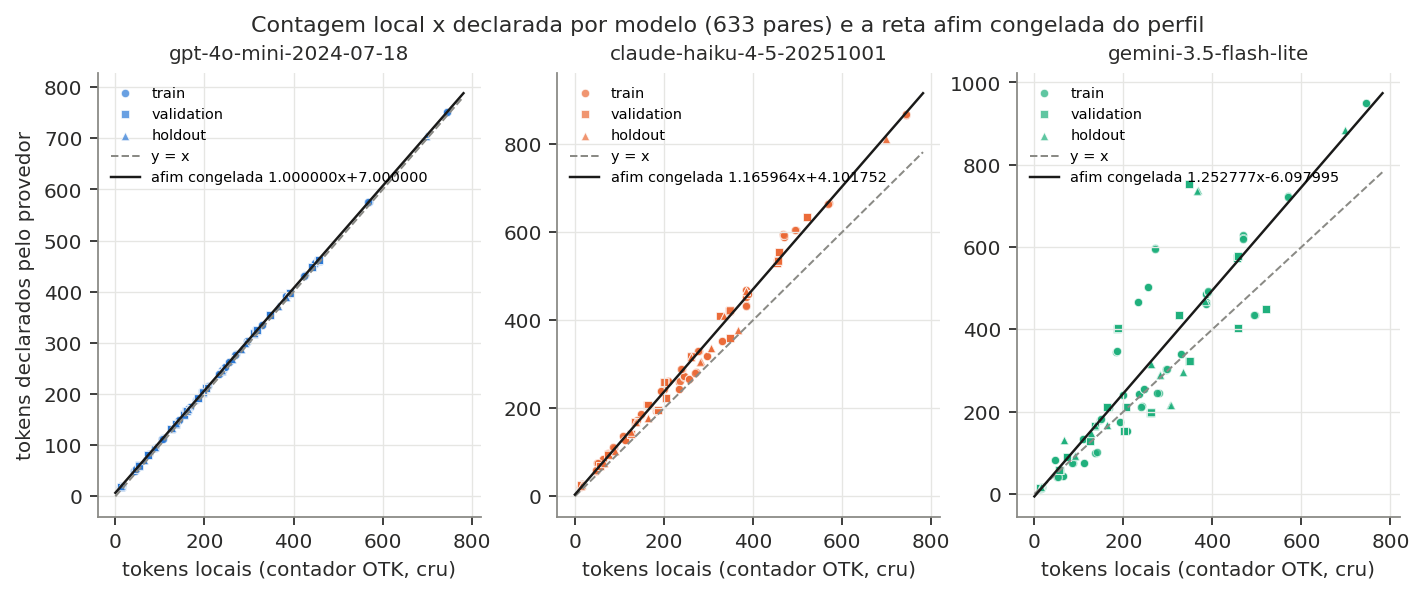 Contagem local x declarada por modelo (633 pares) e a reta afim congelada do perfil
gpt-4o-mini-2024-07-18
train
validation
holdout
y = x
afim congelada 1.000000x+7.000000
800
700
600
500
400
300
200
100
0
0 200 400 600 800
tokens declarados pelo provedor
tokens locais (contador OTK, cru)
claude-haiku-4-5-20251001
train
validation
holdout
y = x
afim congelada 1.165964x+4.101752
800
600
400
200
0
0 200 400 600 800
tokens locais (contador OTK, cru)
gemini-3.5-flash-lite
train
validation
holdout
y = x
afim congelada 1.252777x-6.097995
1000
800
600
400
200
0
0 200 400 600 800
tokens locais (contador OTK, cru)